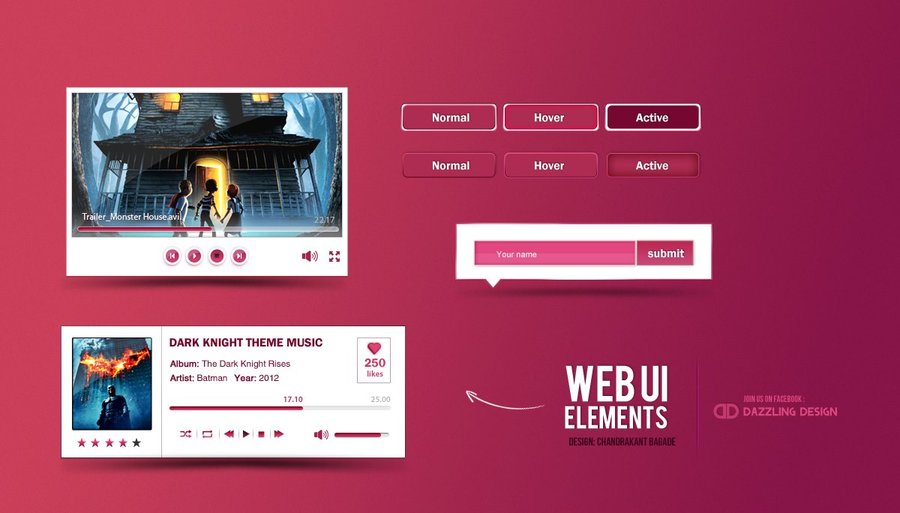 Trailer_Monster House.avi..
22.17
Normal
Hover
Active
Normal
Hover
Active
Your name
submit
DARK KNIGHT THEME MUSIC
Album: The Dark Knight Rises
Artist: Batman Year: 2012
250
likes
17.10
25.00
WEB UI
ELEMENTS
DESIGN: CHANDRAKANT BAGADE
JOIN US ON FACEBOOK :
DAZZLING DESIGN